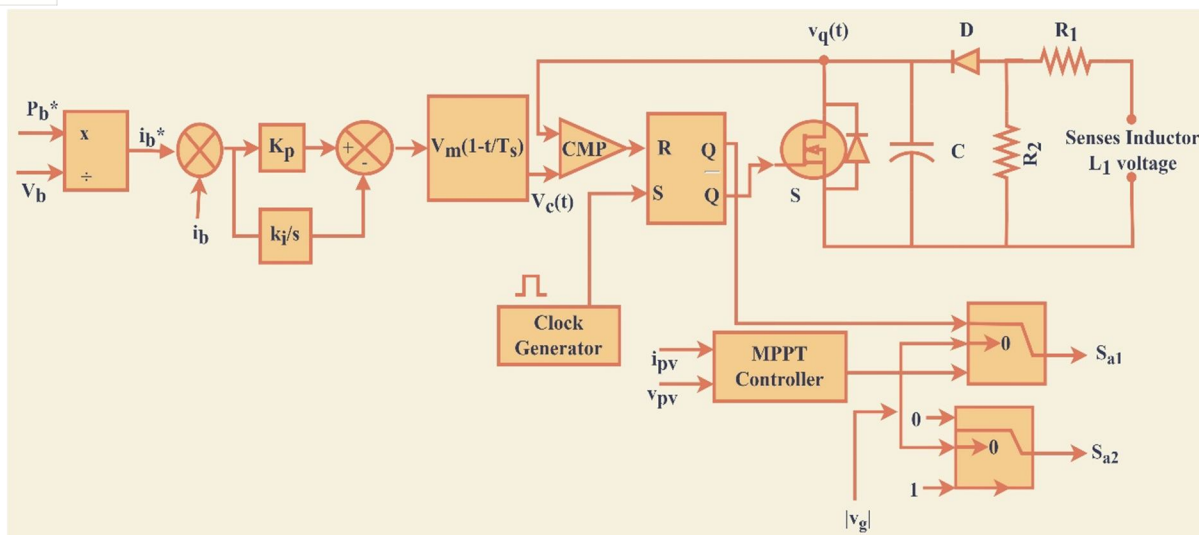 Pb*
Vb
x
÷
ib*
ib
Kp
ki/s
+
-
Vm(1-t/Ts)
Vc(t)
CMP
R
S
Q
Q̅
Clock
Generator
vq(t)
S
C
D
R1
R2
Senses Inductor
L1 voltage
ipv
vpv
MPPT
Controller
|vg|
0
Sa1
0
0
1
Sa2